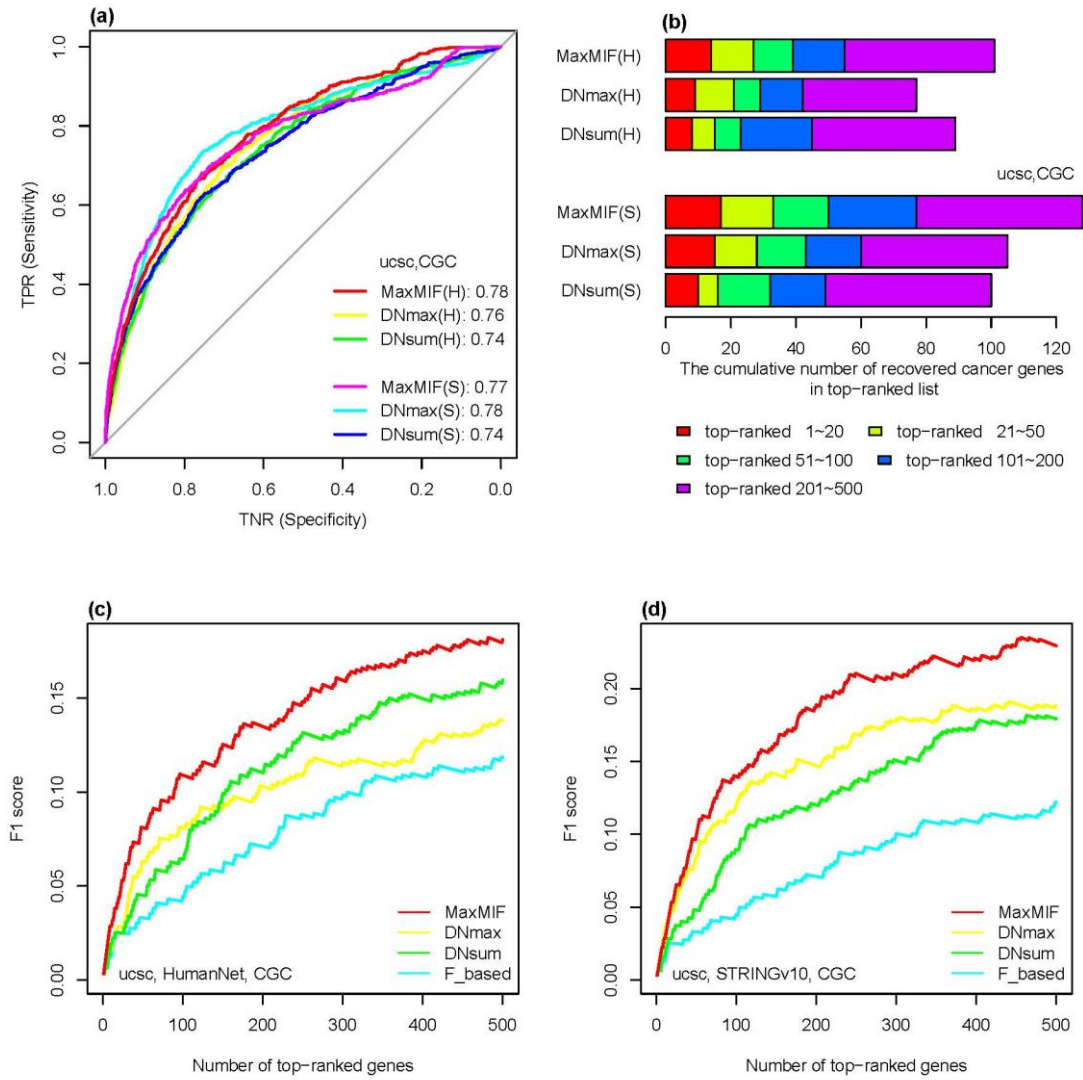 (a)
1.0
0.8
0.6
0.4
0.2
0.0
TPR (Sensitivity)
ucsc,CGC
MaxMIF(H): 0.78
DNmax(H): 0.76
DNsum(H): 0.74
MaxMIF(S): 0.77
DNmax(S): 0.78
DNsum(S): 0.74
1.0 0.8 0.6 0.4 0.2 0.0
TNR (Specificity)
(b)
MaxMIF(H)
DNmax(H)
DNsum(H)
ucsc,CGC
MaxMIF(S)
DNmax(S)
DNsum(S)
0 20 40 60 80 100 120
The cumulative number of recovered cancer genes
in top−ranked list
top−ranked 1~20 top−ranked 21~50
top−ranked 51~100 top−ranked 101~200
top−ranked 201~500
(c)
0.15
0.10
0.05
0.00
F1 score
MaxMIF
DNmax
DNsum
F_based
ucsc, HumanNet, CGC
0 100 200 300 400 500
Number of top−ranked genes
(d)
0.20
0.15
0.10
0.05
0.00
F1 score
MaxMIF
DNmax
DNsum
F_based
ucsc, STRINGv10, CGC
0 100 200 300 400 500
Number of top−ranked genes